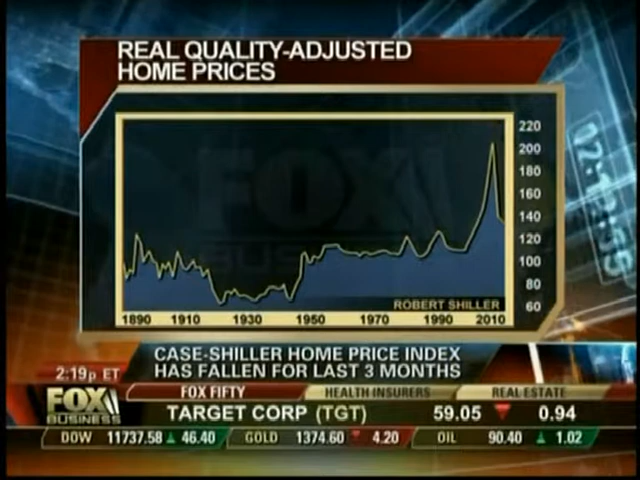 REAL QUALITY-ADJUSTED
HOME PRICES
220
200
180
160
140
120
100
80
60
ROBERT SHILLER
1890 1910 1930 1950 1970 1990 2010
CASE-SHILLER HOME PRICE INDEX
HAS FALLEN FOR LAST 3 MONTHS
2:19p ET
FOX FIFTY HEALTH INSURERS REAL ESTATE
FOX
BUSINESS
TARGET CORP (TGT) 59.05 0.94
DOW 11737.58 46.40 GOLD 1374.60 4.20 OIL 90.40 1.02